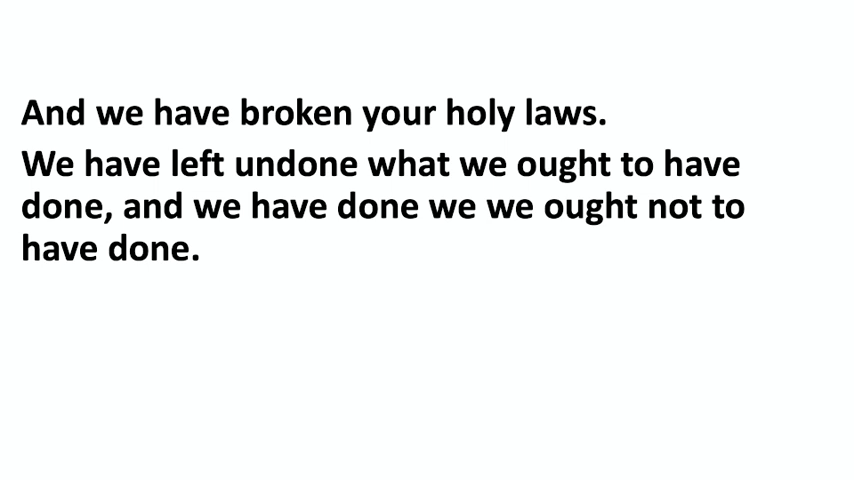 And we have broken your holy laws.
We have left undone what we ought to have
done, and we have done we we ought not to
have done.